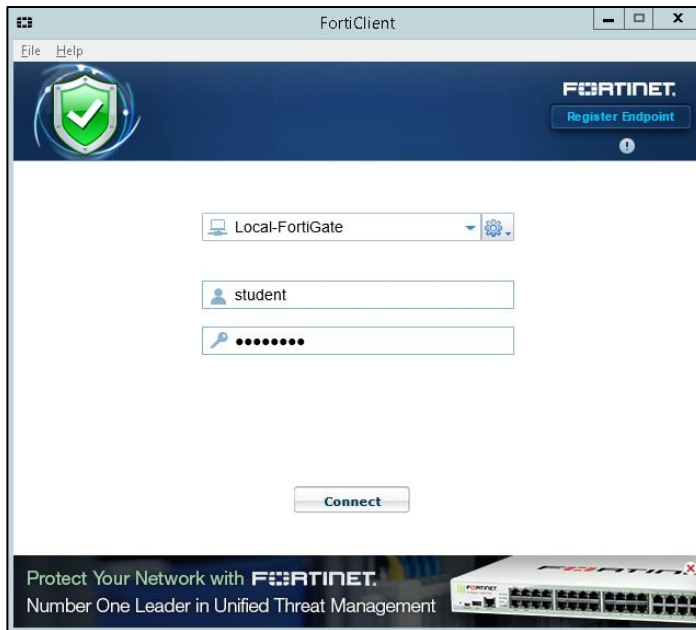 FortiClient
File Help
FORTINET.
Register Endpoint
Local-FortiGate
student
••••••••
Connect
Protect Your Network with FORTINET.
Number One Leader in Unified Threat Management